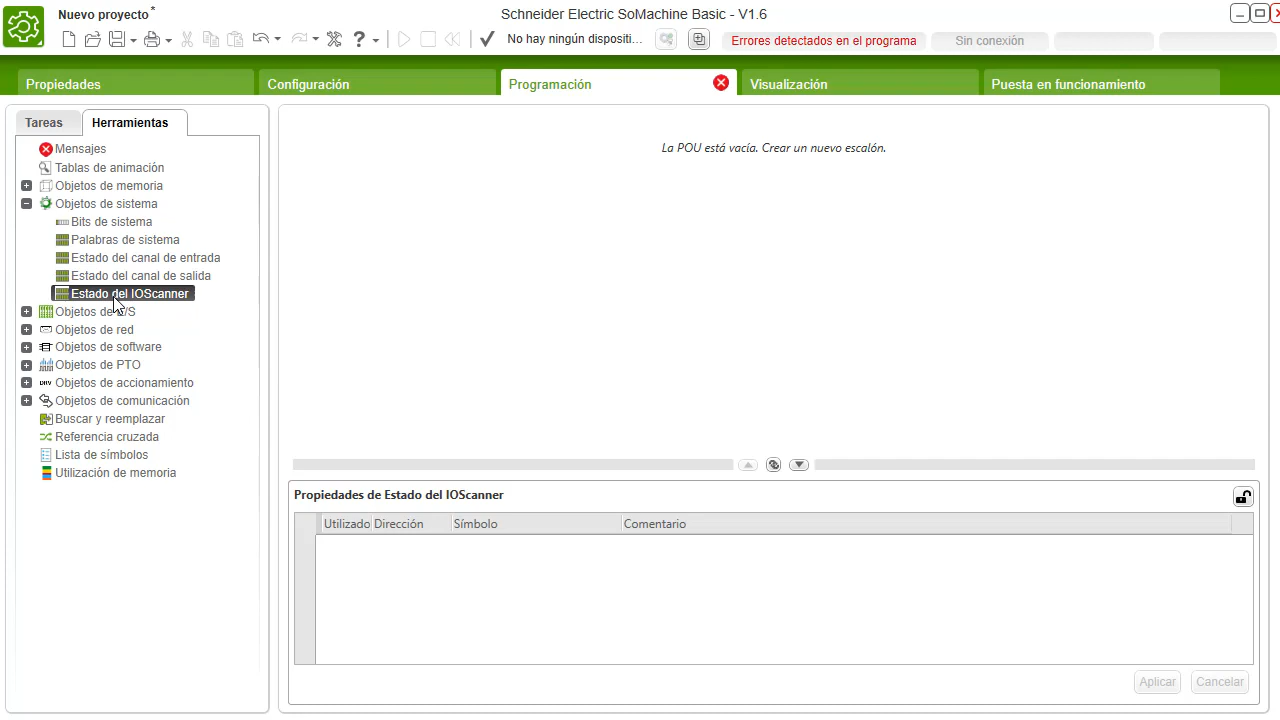 Nuevo proyecto *
Schneider Electric SoMachine Basic - V1.6
No hay ningún dispositi...
Errores detectados en el programa
Sin conexión
Propiedades
Configuración
Programación
Visualización
Puesta en funcionamiento
Tareas
Herramientas
Mensajes
Tablas de animación
Objetos de memoria
Objetos de sistema
Bits de sistema
Palabras de sistema
Estado del canal de entrada
Estado del canal de salida
Estado del IOScanner
Objetos de E/S
Objetos de red
Objetos de software
Objetos de PTO
DRV Objetos de accionamiento
Objetos de comunicación
Buscar y reemplazar
Referencia cruzada
Lista de símbolos
Utilización de memoria
La POU está vacía. Crear un nuevo escalón.
Propiedades de Estado del IOScanner
Utilizado Dirección Símbolo Comentario
Aplicar Cancelar